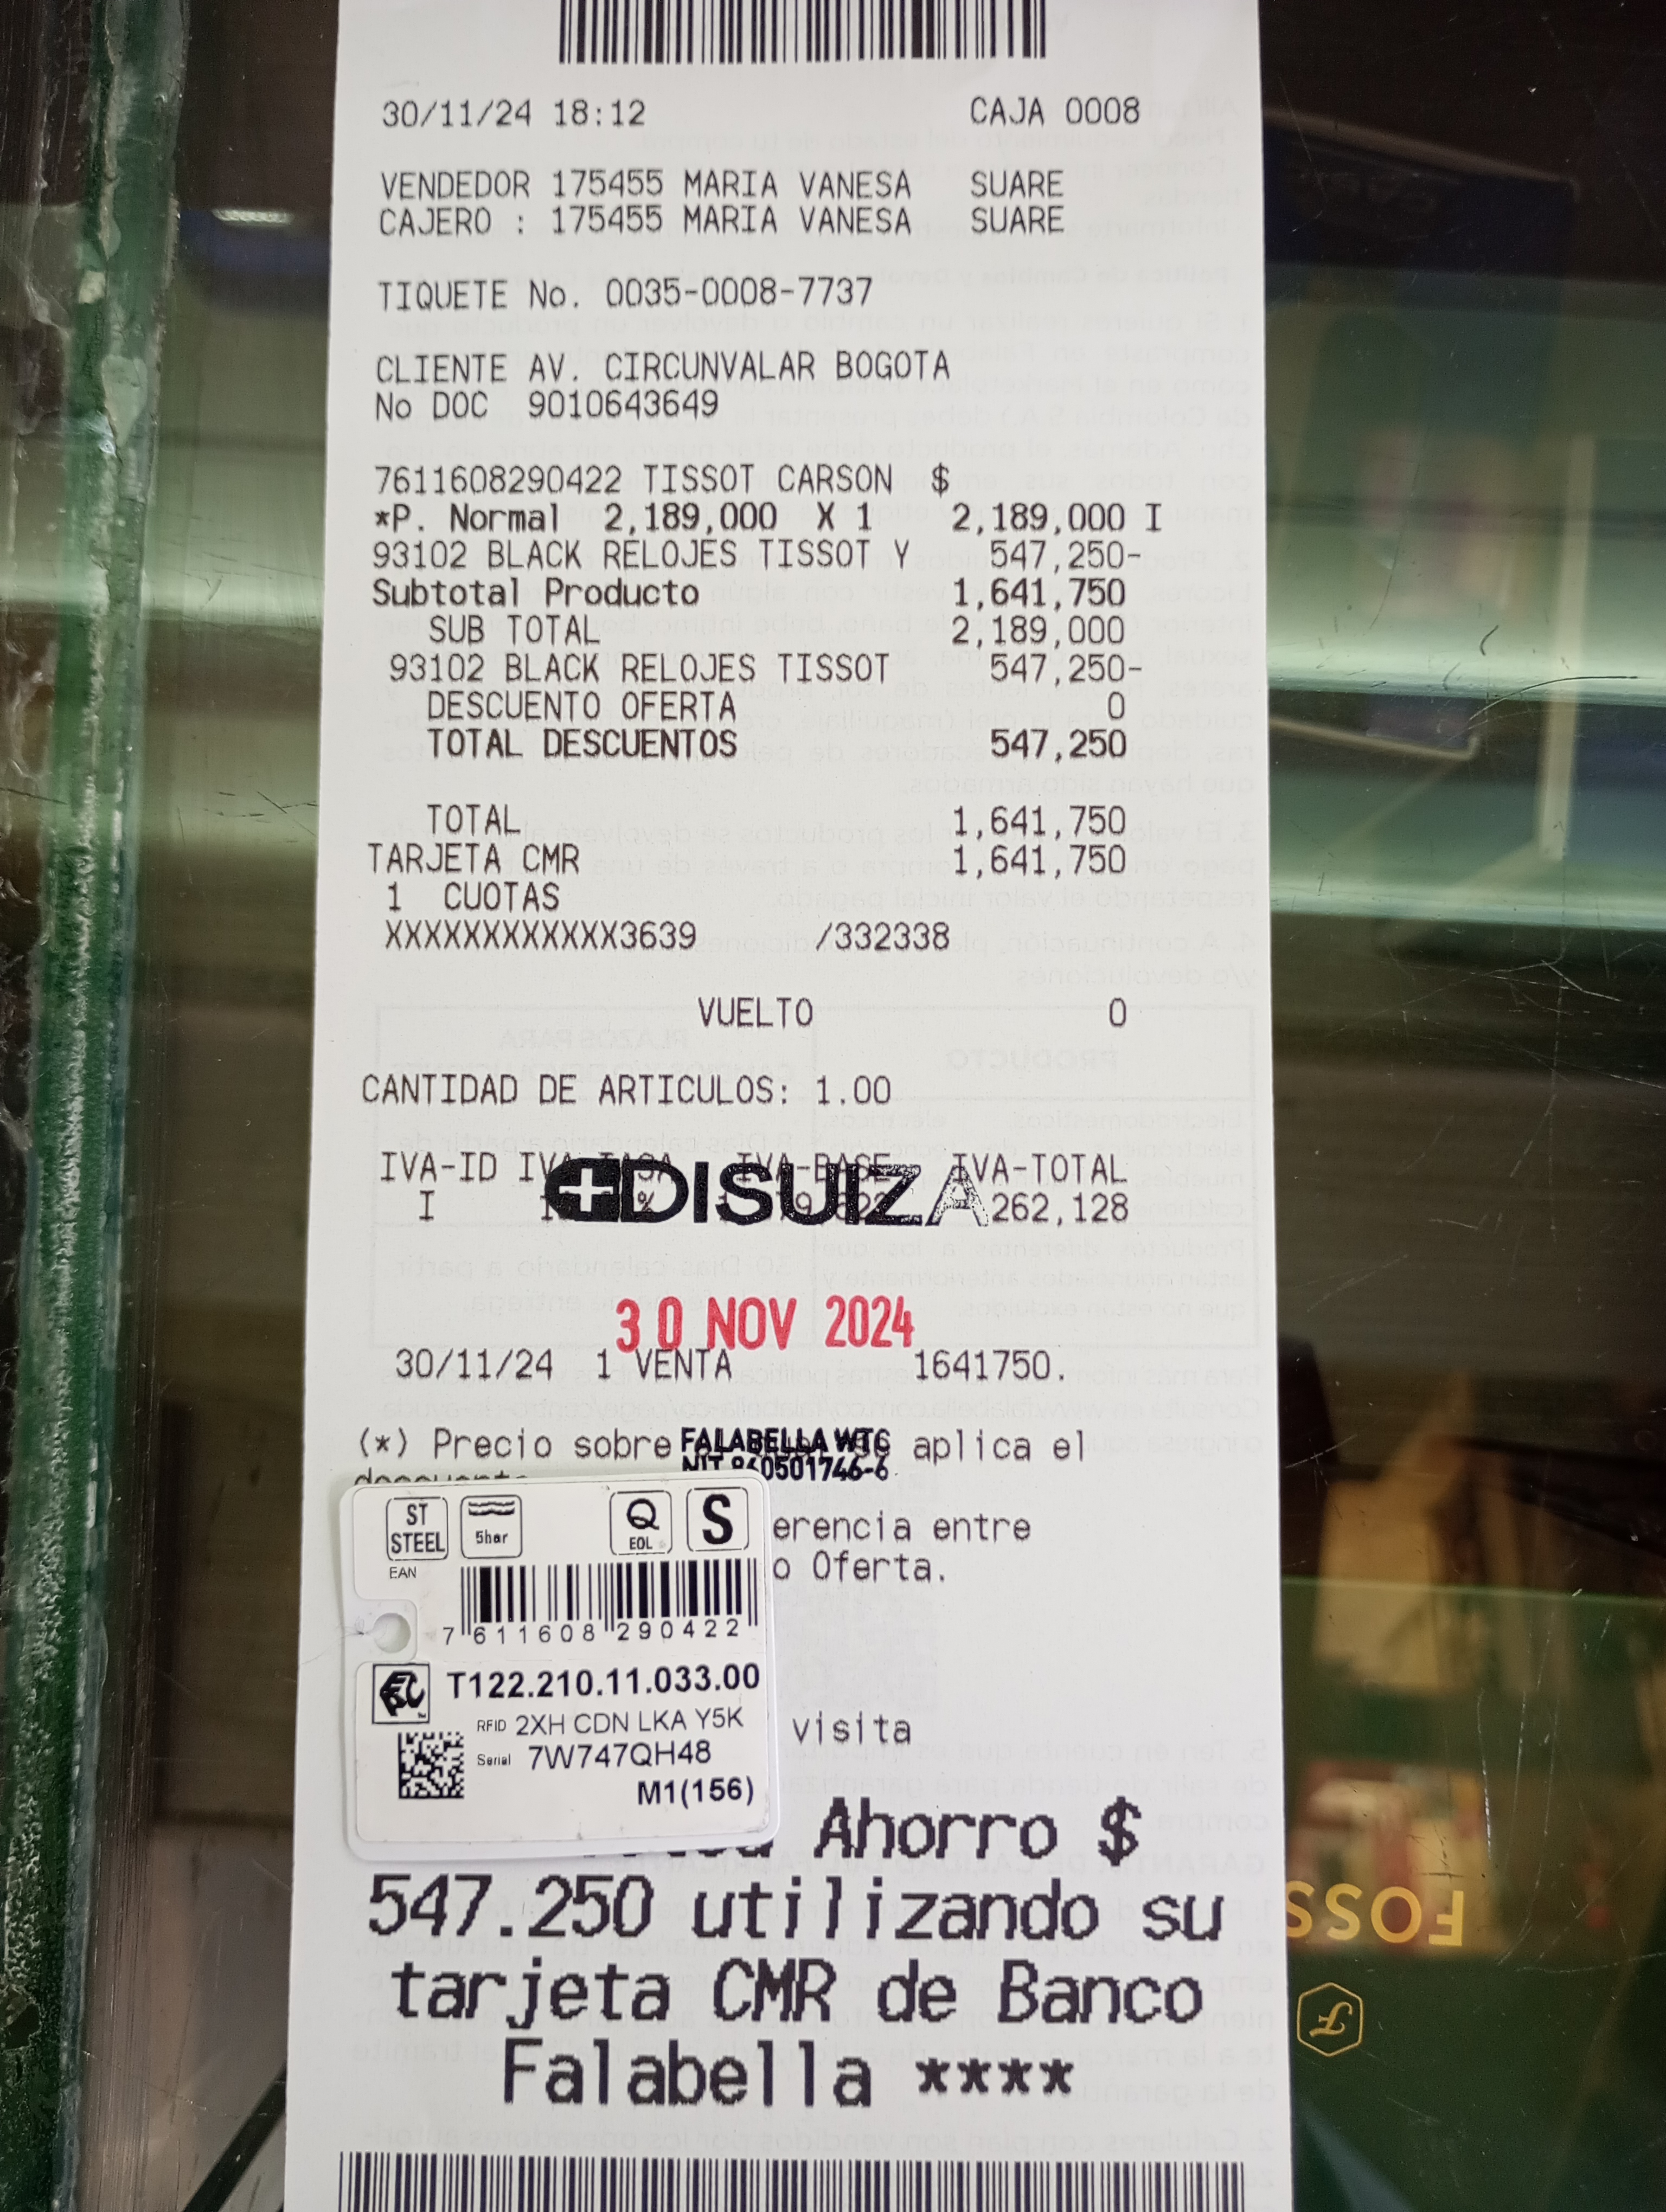 30/11/24 18:12 CAJA 0008
VENDEDOR 175455 MARIA VANESA SUARE
CAJERO : 175455 MARIA VANESA SUARE
TIQUETE No. 0035-0008-7737
CLIENTE AV. CIRCUNVALAR BOGOTA
No DOC 9010643649
7611608290422 TISSOT CARSON $
*P. Normal 2,189,000 X 1 2,189,000 I
93102 BLACK RELOJES TISSOT Y 547,250-
Subtotal Producto 1,641,750
SUB TOTAL 2,189,000
93102 BLACK RELOJES TISSOT 547,250-
DESCUENTO OFERTA 0
TOTAL DESCUENTOS 547,250
TOTAL 1,641,750
TARJETA CMR 1,641,750
1 CUOTAS
XXXXXXXXXXXX3639 /332338
VUELTO 0
CANTIDAD DE ARTICULOS: 1.00
IVA-ID IVA-TASA IVA-BASE IVA-TOTAL
I % 262,128
DISUIZA
30 NOV 2024
30/11/24 1 VENTA 1641750.
(*) Precio sobre aplica el
FALABELLA WTC
NIT 860501746-6
descuento
erencia entre
o Oferta.
ST STEEL
5bar
Q
EOL
S
EAN
7 611608 290422
T122.210.11.033.00
RFID 2XH CDN LKA Y5K
Serial 7W747QH48
M1(156)
visita
Ahorro $
547.250 utilizando su
tarjeta CMR de Banco
Falabella ****
FOSS